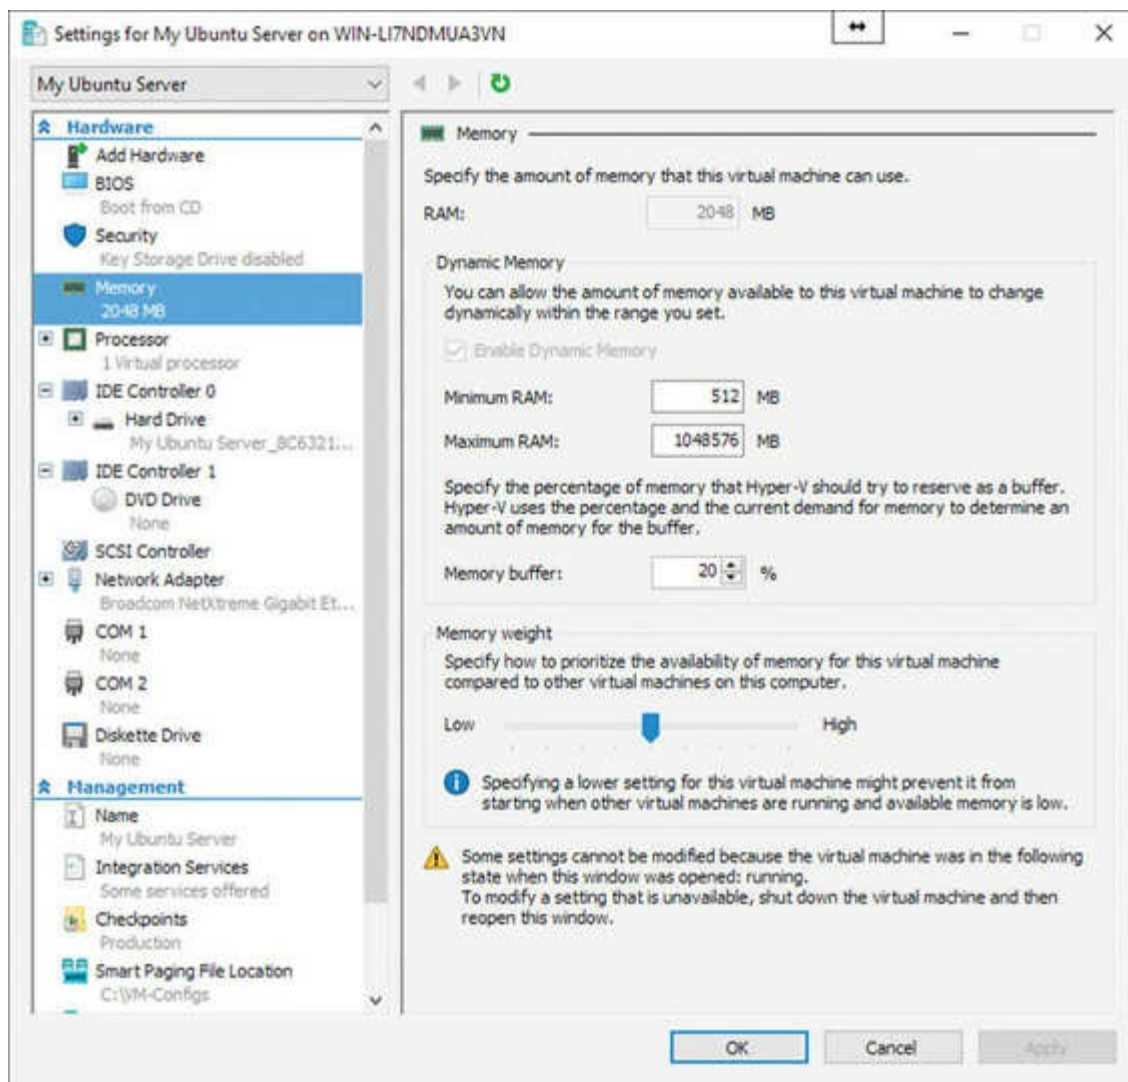 Settings for My Ubuntu Server on WIN-LI7NDMUA3VN
My Ubuntu Server
Hardware
Add Hardware
BIOS
Boot from CD
Security
Key Storage Drive disabled
Memory
2048 MB
Processor
1 Virtual processor
IDE Controller 0
Hard Drive
My Ubuntu Server_8C6321...
IDE Controller 1
DVD Drive
None
SCSI Controller
Network Adapter
Broadcom NetXtreme Gigabit Et...
COM 1
None
COM 2
None
Diskette Drive
None
Management
Name
My Ubuntu Server
Integration Services
Some services offered
Checkpoints
Production
Smart Paging File Location
C:\VM-Configs
Memory
Specify the amount of memory that this virtual machine can use.
RAM: 2048 MB
Dynamic Memory
You can allow the amount of memory available to this virtual machine to change
dynamically within the range you set.
Enable Dynamic Memory
Minimum RAM: 512 MB
Maximum RAM: 1048576 MB
Specify the percentage of memory that Hyper-V should try to reserve as a buffer.
Hyper-V uses the percentage and the current demand for memory to determine an
amount of memory for the buffer.
Memory buffer: 20 %
Memory weight
Specify how to prioritize the availability of memory for this virtual machine
compared to other virtual machines on this computer.
Low High
Specifying a lower setting for this virtual machine might prevent it from
starting when other virtual machines are running and available memory is low.
Some settings cannot be modified because the virtual machine was in the following
state when this window was opened: running.
To modify a setting that is unavailable, shut down the virtual machine and then
reopen this window.
OK Cancel Apply